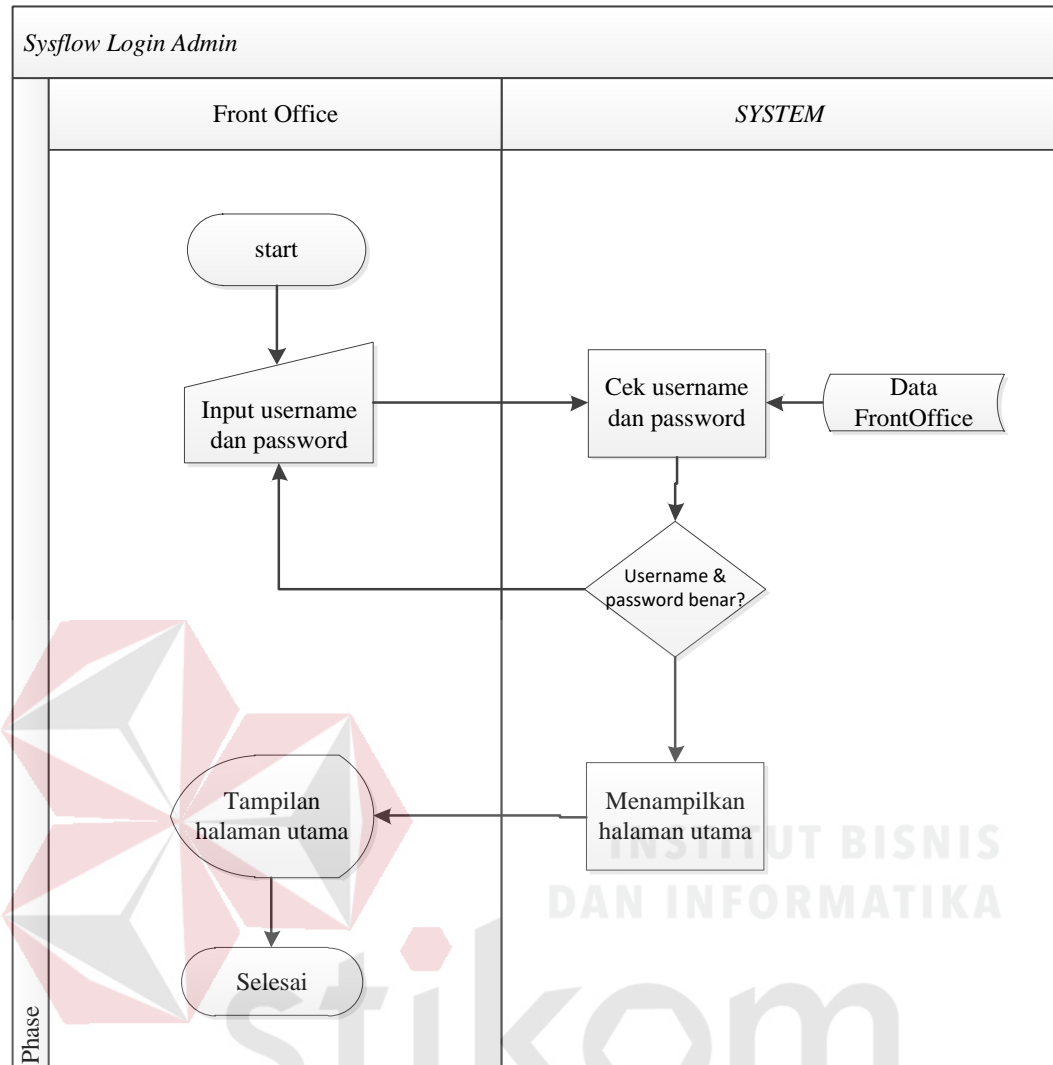 Sysflow Login Admin
Front Office
SYSTEM
start
Input username
dan password
Cek username
dan password
Data
FrontOffice
Username &
password benar?
Tampilan
halaman utama
Menampilkan
halaman utama
INSTITUT BISNIS
DAN INFORMATIKA
Selesai
stikom
Phase